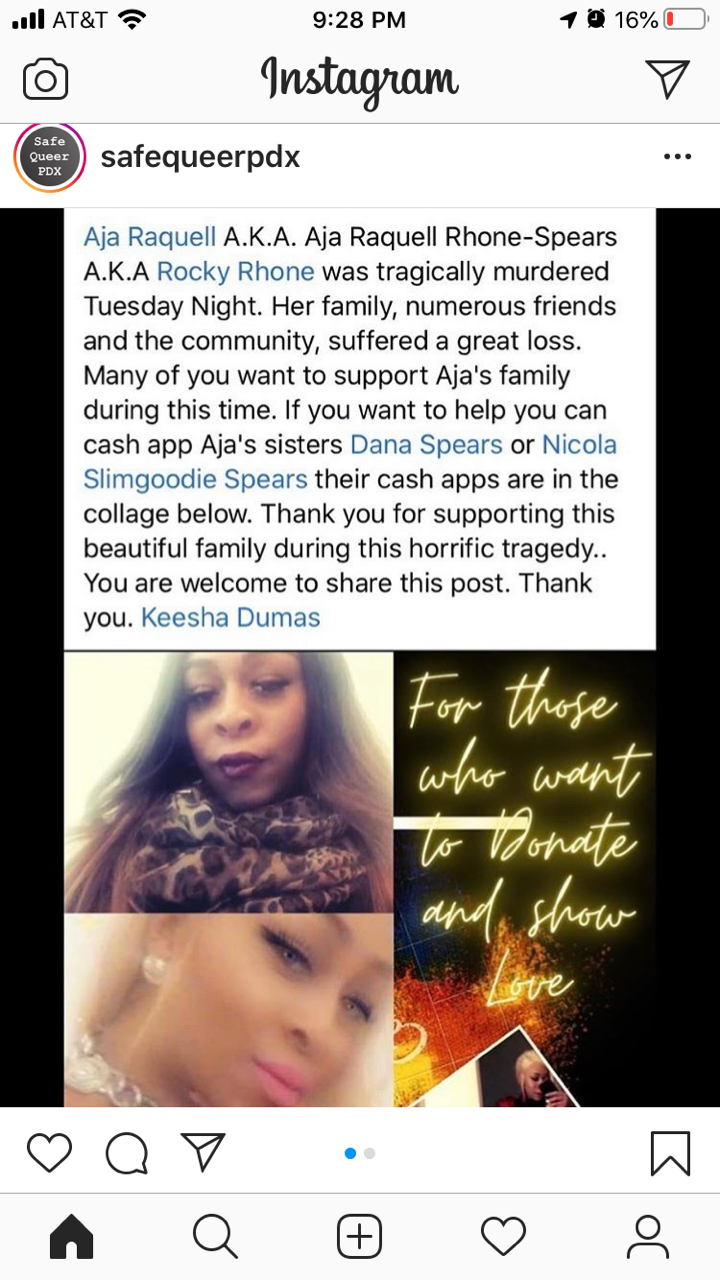 AT&T 9:28 PM 16%
Instagram
Safe
Queer
PDX
safequeerpdx
Aja Raquell A.K.A. Aja Raquell Rhone-Spears
A.K.A Rocky Rhone was tragically murdered
Tuesday Night. Her family, numerous friends
and the community, suffered a great loss.
Many of you want to support Aja's family
during this time. If you want to help you can
cash app Aja's sisters Dana Spears or Nicola
Slimgoodie Spears their cash apps are in the
collage below. Thank you for supporting this
beautiful family during this horrific tragedy..
You are welcome to share this post. Thank
you. Keesha Dumas
For those
who want
to Donate
and show
Love